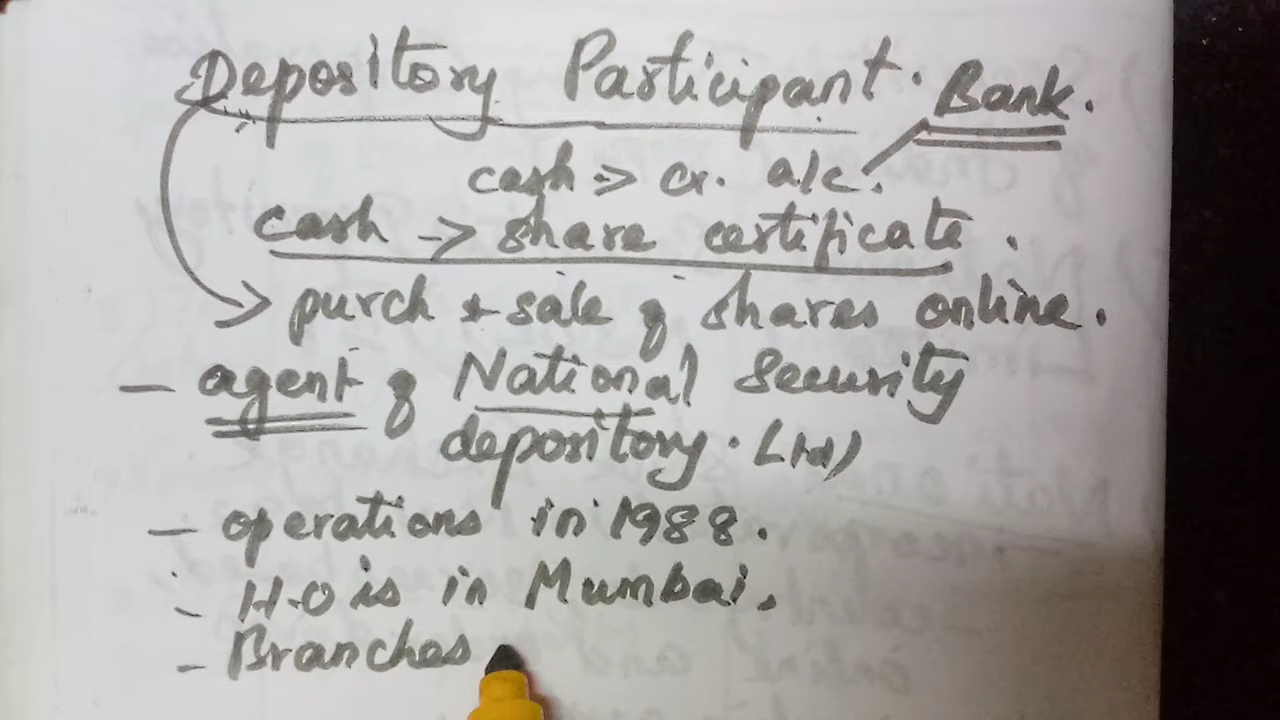 Depository Participant. Bank.
cash -> cr. a/c.
cash -> share certificate.
-> purch + sale of shares online.
- agent of National Security
depository. Ltd)
- operations in 1988.
- H.O is in Mumbai.
- Branches